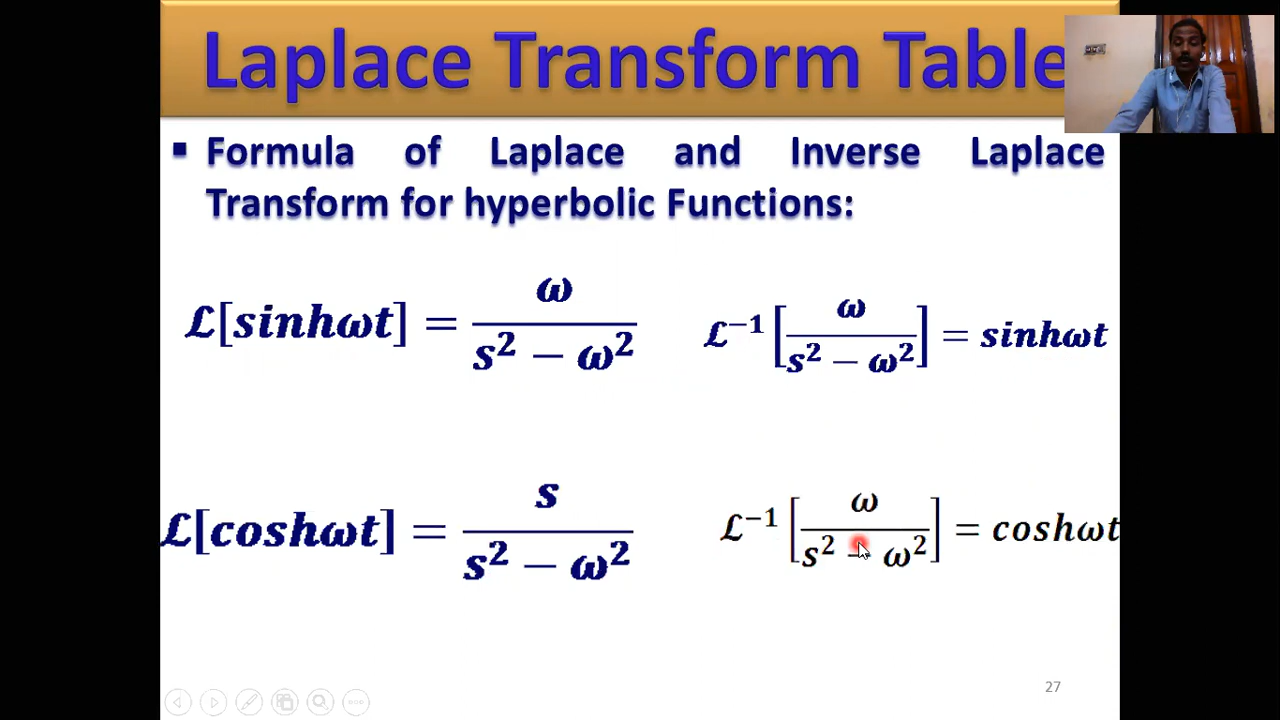 Laplace Transform Table
▪ Formula of Laplace and Inverse Laplace
Transform for hyperbolic Functions:
ℒ[sinhωt] = ω / (s² − ω²)
ℒ⁻¹[ω / (s² − ω²)] = sinhωt
ℒ[coshωt] = s / (s² − ω²)
ℒ⁻¹[ω / (s² − ω²)] = coshωt
27